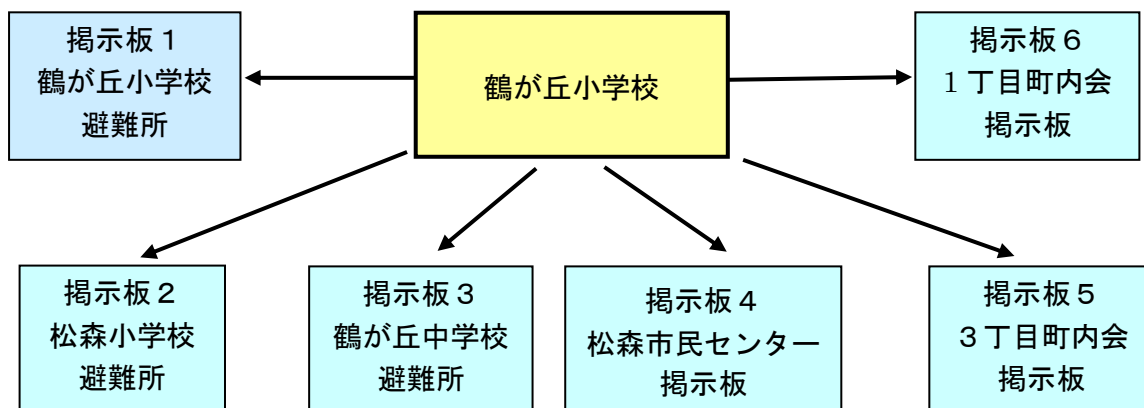 掲示板１
鶴が丘小学校
避難所
鶴が丘小学校
掲示板６
１丁目町内会
掲示板
掲示板２
松森小学校
避難所
掲示板３
鶴が丘中学校
避難所
掲示板４
松森市民センター
掲示板
掲示板５
３丁目町内会
掲示板